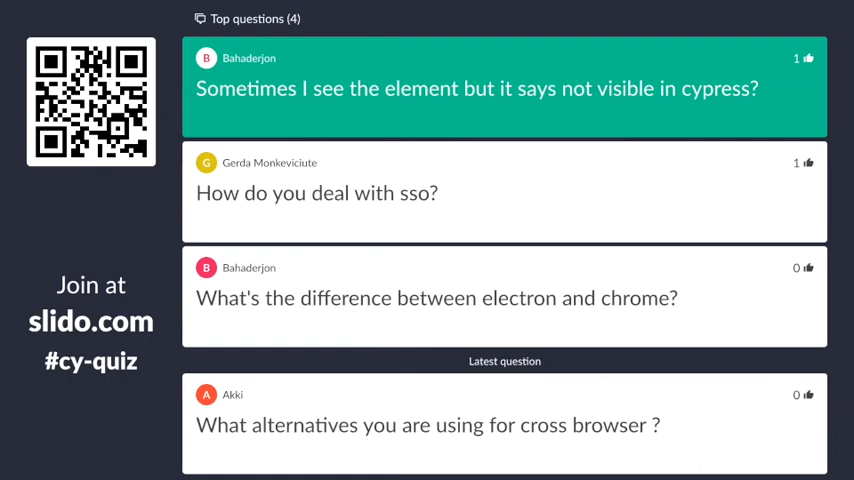 Top questions (4)
B Bahaderjon 1
Sometimes I see the element but it says not visible in cypress?
G Gerda Monkeviciute 1
How do you deal with sso?
B Bahaderjon 0
What's the difference between electron and chrome?
Latest question
A Akki 0
What alternatives you are using for cross browser ?
Join at
slido.com
#cy-quiz